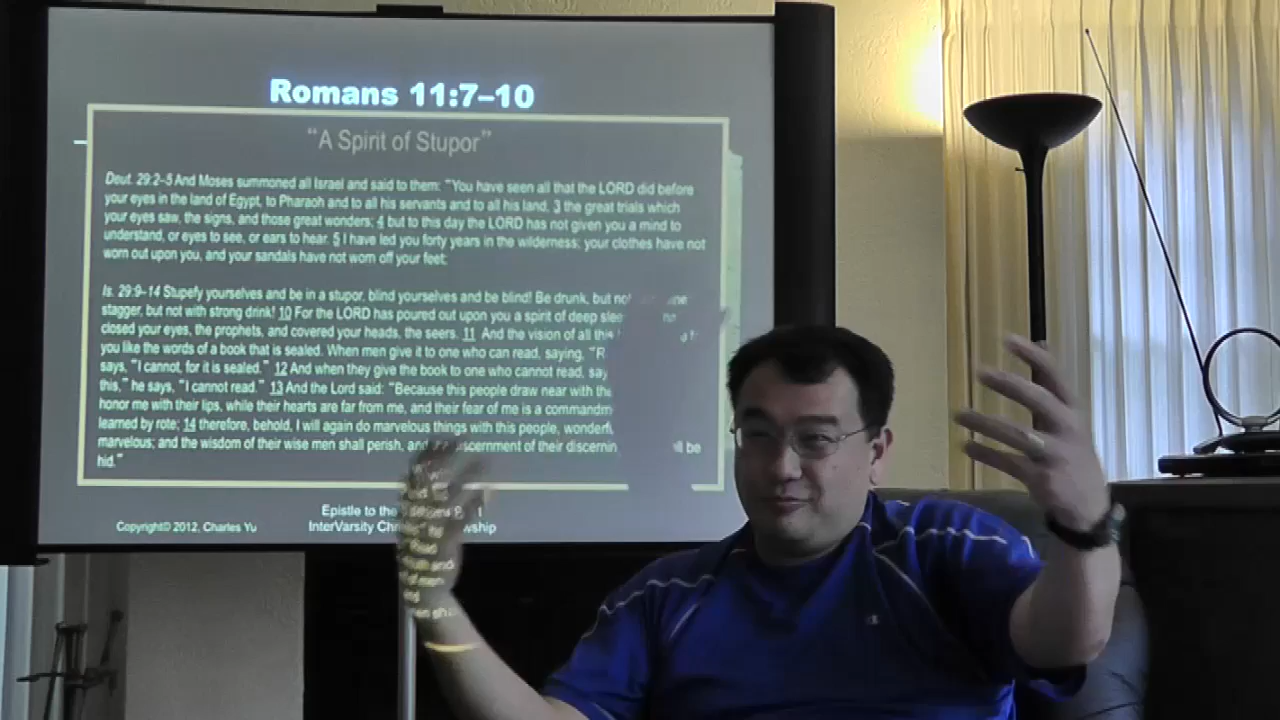 Romans 11:7–10
“A Spirit of Stupor”
Deut. 29:2–5 And Moses summoned all Israel and said to them: "You have seen all that the LORD did before
your eyes in the land of Egypt, to Pharaoh and to all his servants and to all his land, 3 the great trials which
your eyes saw, the signs, and those great wonders; 4 but to this day the LORD has not given you a mind to
understand, or eyes to see, or ears to hear. 5 I have led you forty years in the wilderness; your clothes have not
worn out upon you, and your sandals have not worn off your feet;
Is. 29:9–14 Stupefy yourselves and be in a stupor, blind yourselves and be blind! Be drunk, but not
stagger, but not with strong drink! 10 For the LORD has poured out upon you a spirit of deep
closed your eyes, the prophets, and covered your heads, the seers. 11 And the vision of all this
you like the words of a book that is sealed. When men give it to one who can read, saying,
says, "I cannot, for it is sealed." 12 And when they give the book to one who cannot read,
this," he says, "I cannot read." 13 And the Lord said: "Because this people draw near with
honor me with their lips, while their hearts are far from me, and their fear of me is a
learned by rote; 14 therefore, behold, I will again do marvelous things with this people,
marvelous; and the wisdom of their wise men shall perish, and discernment of their be
hid."
Epistle to the
Copyright© 2012, Charles Yu InterVarsity